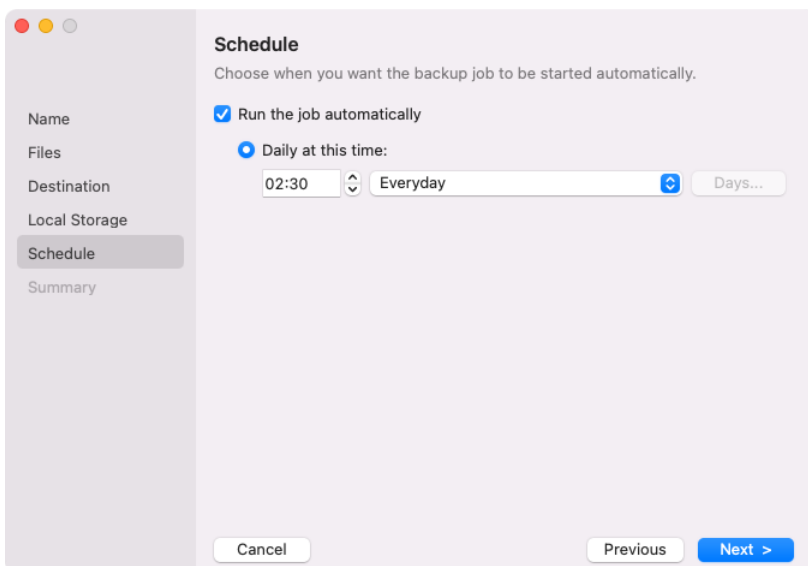 Schedule
Choose when you want the backup job to be started automatically.
Name
Files
Destination
Local Storage
Schedule
Summary
Run the job automatically
Daily at this time:
02:30 Everyday Days...
Cancel Previous Next >